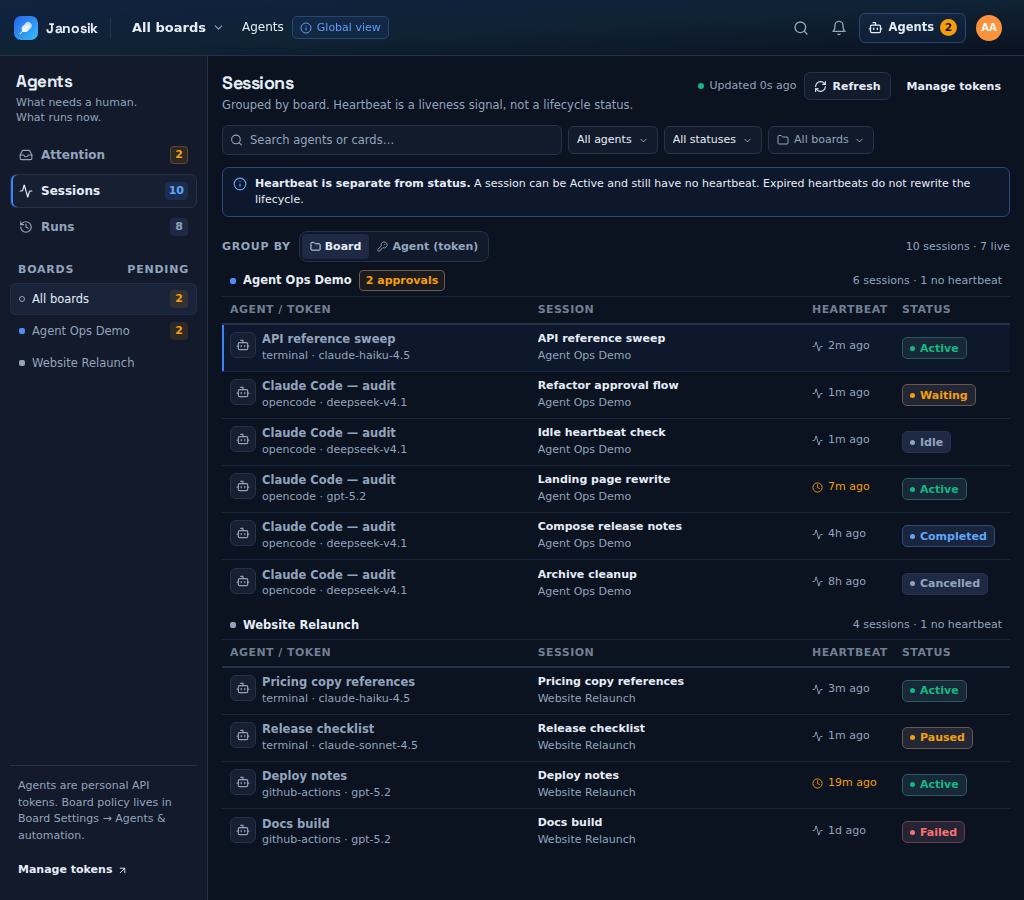 Janosik
All boards
Agents
Global view
Agents 2
AA
Agents
What needs a human.
What runs now.
Attention 2
Sessions 10
Runs 8
BOARDS PENDING
All boards 2
Agent Ops Demo 2
Website Relaunch
Agents are personal API
tokens. Board policy lives in
Board Settings → Agents &
automation.
Manage tokens
Sessions
Grouped by board. Heartbeat is a liveness signal, not a lifecycle status.
Updated 0s ago
Refresh
Manage tokens
Search agents or cards...
All agents
All statuses
All boards
Heartbeat is separate from status. A session can be Active and still have no heartbeat. Expired heartbeats do not rewrite the
lifecycle.
GROUP BY Board Agent (token) 10 sessions · 7 live
Agent Ops Demo 2 approvals 6 sessions · 1 no heartbeat
AGENT / TOKEN SESSION HEARTBEAT STATUS
API reference sweep API reference sweep 2m ago Active
terminal · claude-haiku-4.5 Agent Ops Demo
Claude Code — audit Refactor approval flow 1m ago Waiting
opencode · deepseek-v4.1 Agent Ops Demo
Claude Code — audit Idle heartbeat check 1m ago Idle
opencode · deepseek-v4.1 Agent Ops Demo
Claude Code — audit Landing page rewrite 7m ago Active
opencode · gpt-5.2 Agent Ops Demo
Claude Code — audit Compose release notes 4h ago Completed
opencode · deepseek-v4.1 Agent Ops Demo
Claude Code — audit Archive cleanup 8h ago Cancelled
opencode · deepseek-v4.1 Agent Ops Demo
Website Relaunch 4 sessions · 1 no heartbeat
AGENT / TOKEN SESSION HEARTBEAT STATUS
Pricing copy references Pricing copy references 3m ago Active
terminal · claude-haiku-4.5 Website Relaunch
Release checklist Release checklist 1m ago Paused
terminal · claude-sonnet-4.5 Website Relaunch
Deploy notes Deploy notes 19m ago Active
github-actions · gpt-5.2 Website Relaunch
Docs build Docs build 1d ago Failed
github-actions · gpt-5.2 Website Relaunch